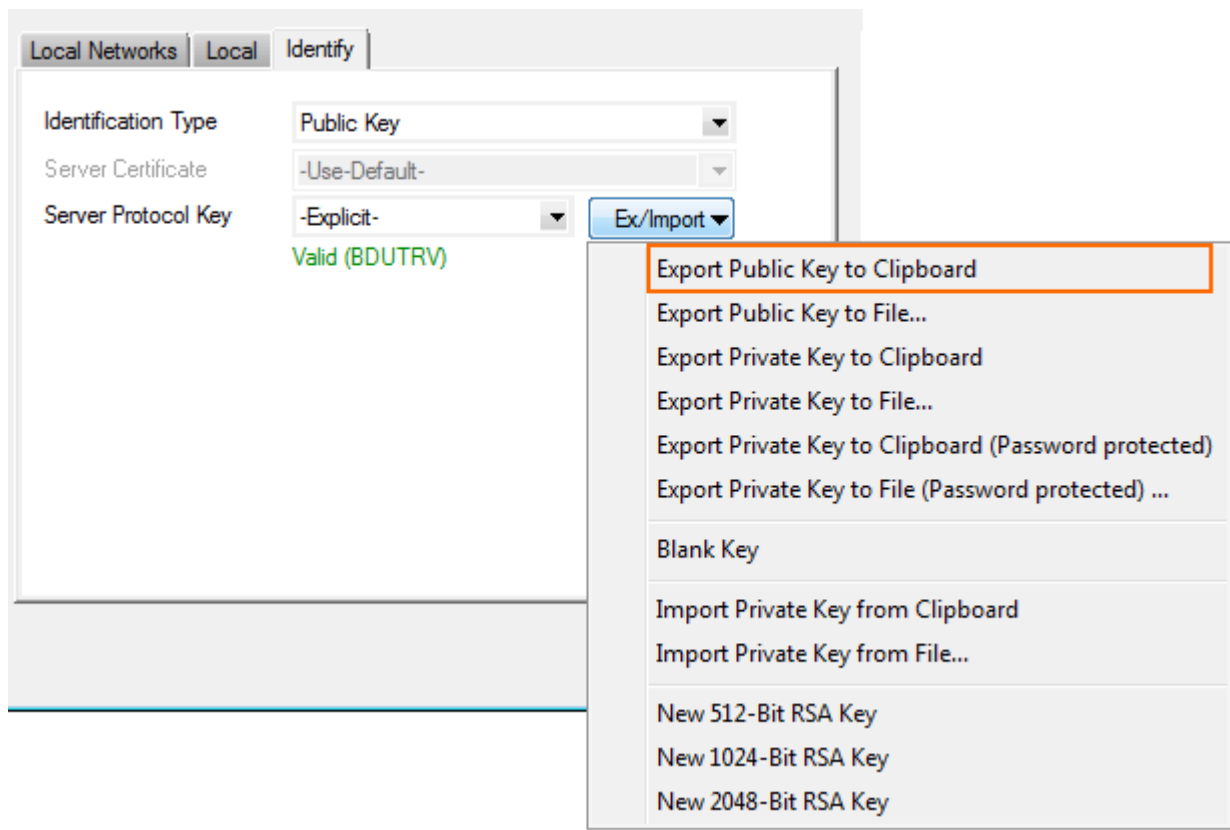 Local Networks Local Identify
Identification Type Public Key
Server Certificate -Use-Default-
Server Protocol Key -Explicit- Ex/Import
Valid (BDUTRV)
Export Public Key to Clipboard
Export Public Key to File...
Export Private Key to Clipboard
Export Private Key to File...
Export Private Key to Clipboard (Password protected)
Export Private Key to File (Password protected) ...
Blank Key
Import Private Key from Clipboard
Import Private Key from File...
New 512-Bit RSA Key
New 1024-Bit RSA Key
New 2048-Bit RSA Key